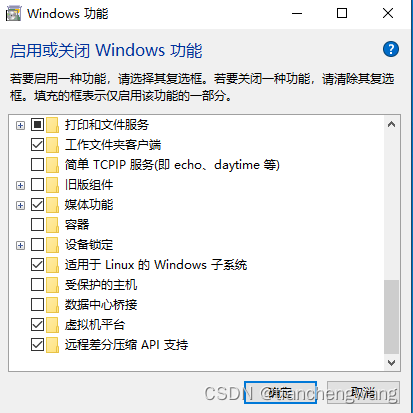 Windows 功能
启用或关闭 Windows 功能
若要启用一种功能，请选择其复选框。若要关闭一种功能，请清除其复选
框。填充的框表示仅启用该功能的一部分。
打印和文件服务
工作文件夹客户端
简单 TCPIP 服务(即 echo、daytime 等)
旧版组件
媒体功能
容器
设备锁定
适用于 Linux 的 Windows 子系统
受保护的主机
数据中心桥接
虚拟机平台
远程差分压缩 API 支持
确定
取消
CSDN @tianchengwang